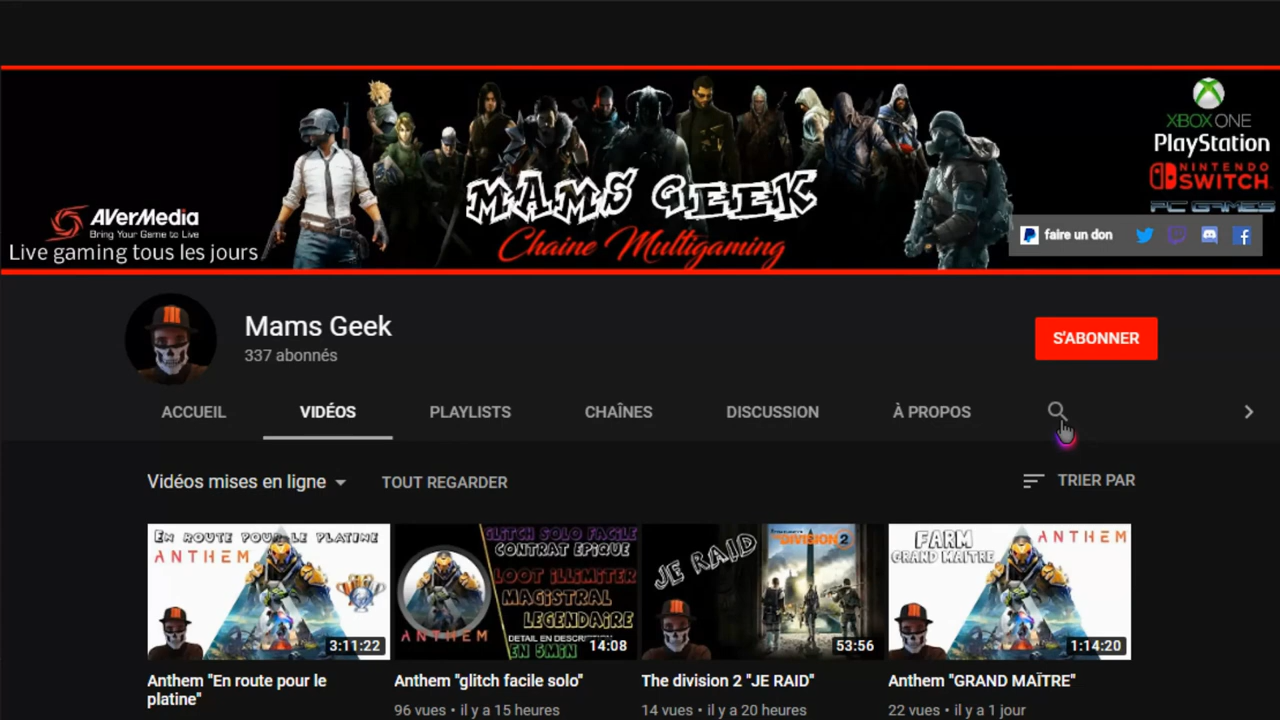 XBOX ONE
PlayStation
NINTENDO
SWITCH
PC GAMES
MAMS GEEK
Chaine Multigaming
AVerMedia
Bring Your Game to Live
Live gaming tous les jours
faire un don
Mams Geek
337 abonnés
S'ABONNER
ACCUEIL
VIDÉOS
PLAYLISTS
CHAÎNES
DISCUSSION
À PROPOS
Vidéos mises en ligne
TOUT REGARDER
TRIER PAR
EN ROUTE POUR LE PLATINE
ANTHEM
3:11:22
GLITCH SOLO FACILE
CONTRAT EPIQUE
LOOT ILLIMITER
MAGISTRAL
LEGENDAIRE
ANTHEM
DETAIL EN DESCRIPTION
EN 5MIN
14:08
JE RAID
THE DIVISION 2
53:56
FARM
GRAND MAÎTRE
ANTHEM
1:14:20
Anthem "En route pour le
platine"
Anthem "glitch facile solo"
96 vues • il y a 15 heures
The division 2 "JE RAID"
14 vues • il y a 20 heures
Anthem "GRAND MAÏTRE"
22 vues • il y a 1 jour